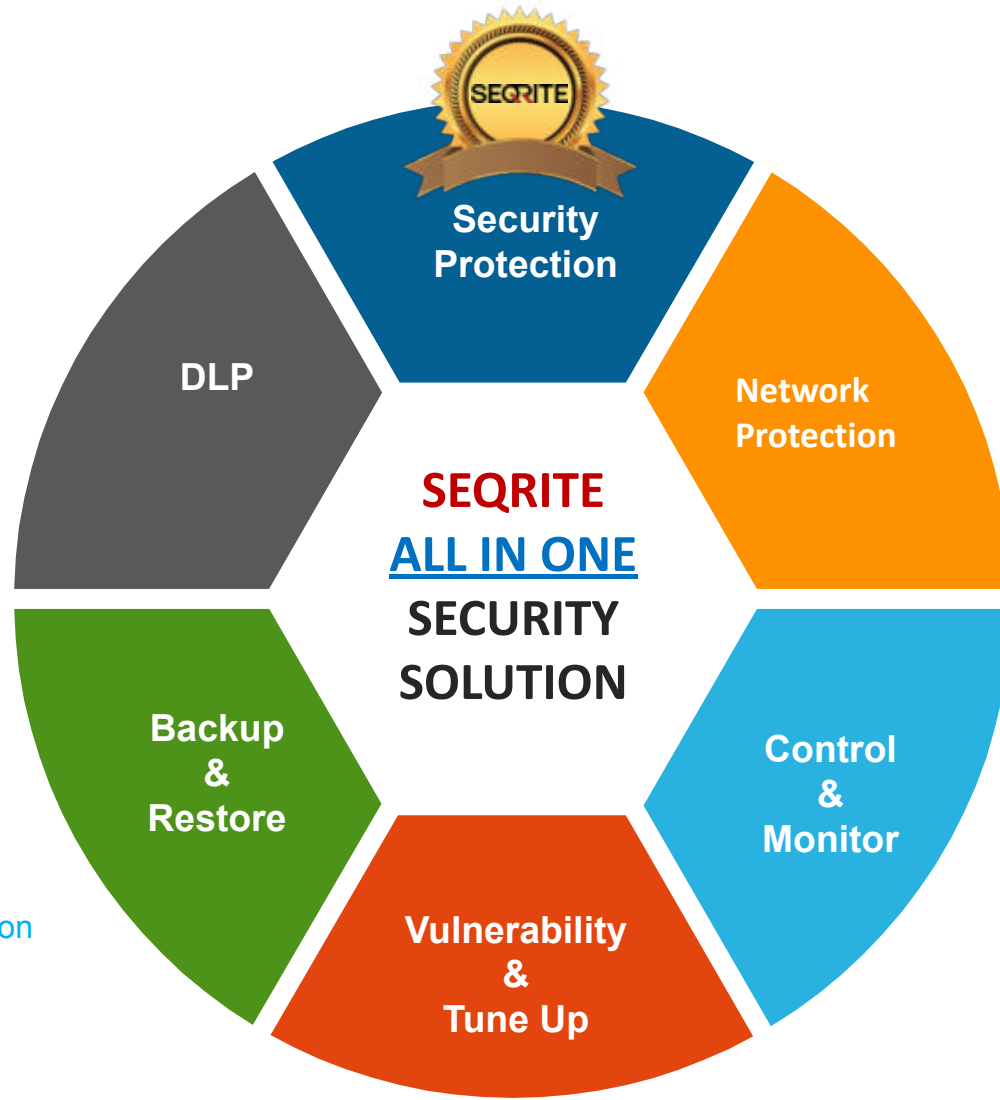 SEQRITE
Security
Protection
DLP
Network
Protection
SEQRITE
ALL IN ONE
SECURITY
SOLUTION
Backup
&
Restore
Control
&
Monitor
on
Vulnerability
&
Tune Up